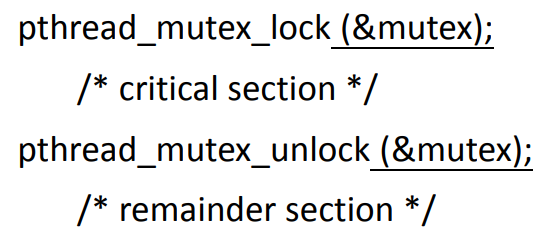 pthread_mutex_lock (&mutex);
/* critical section */
pthread_mutex_unlock (&mutex);
/* remainder section */